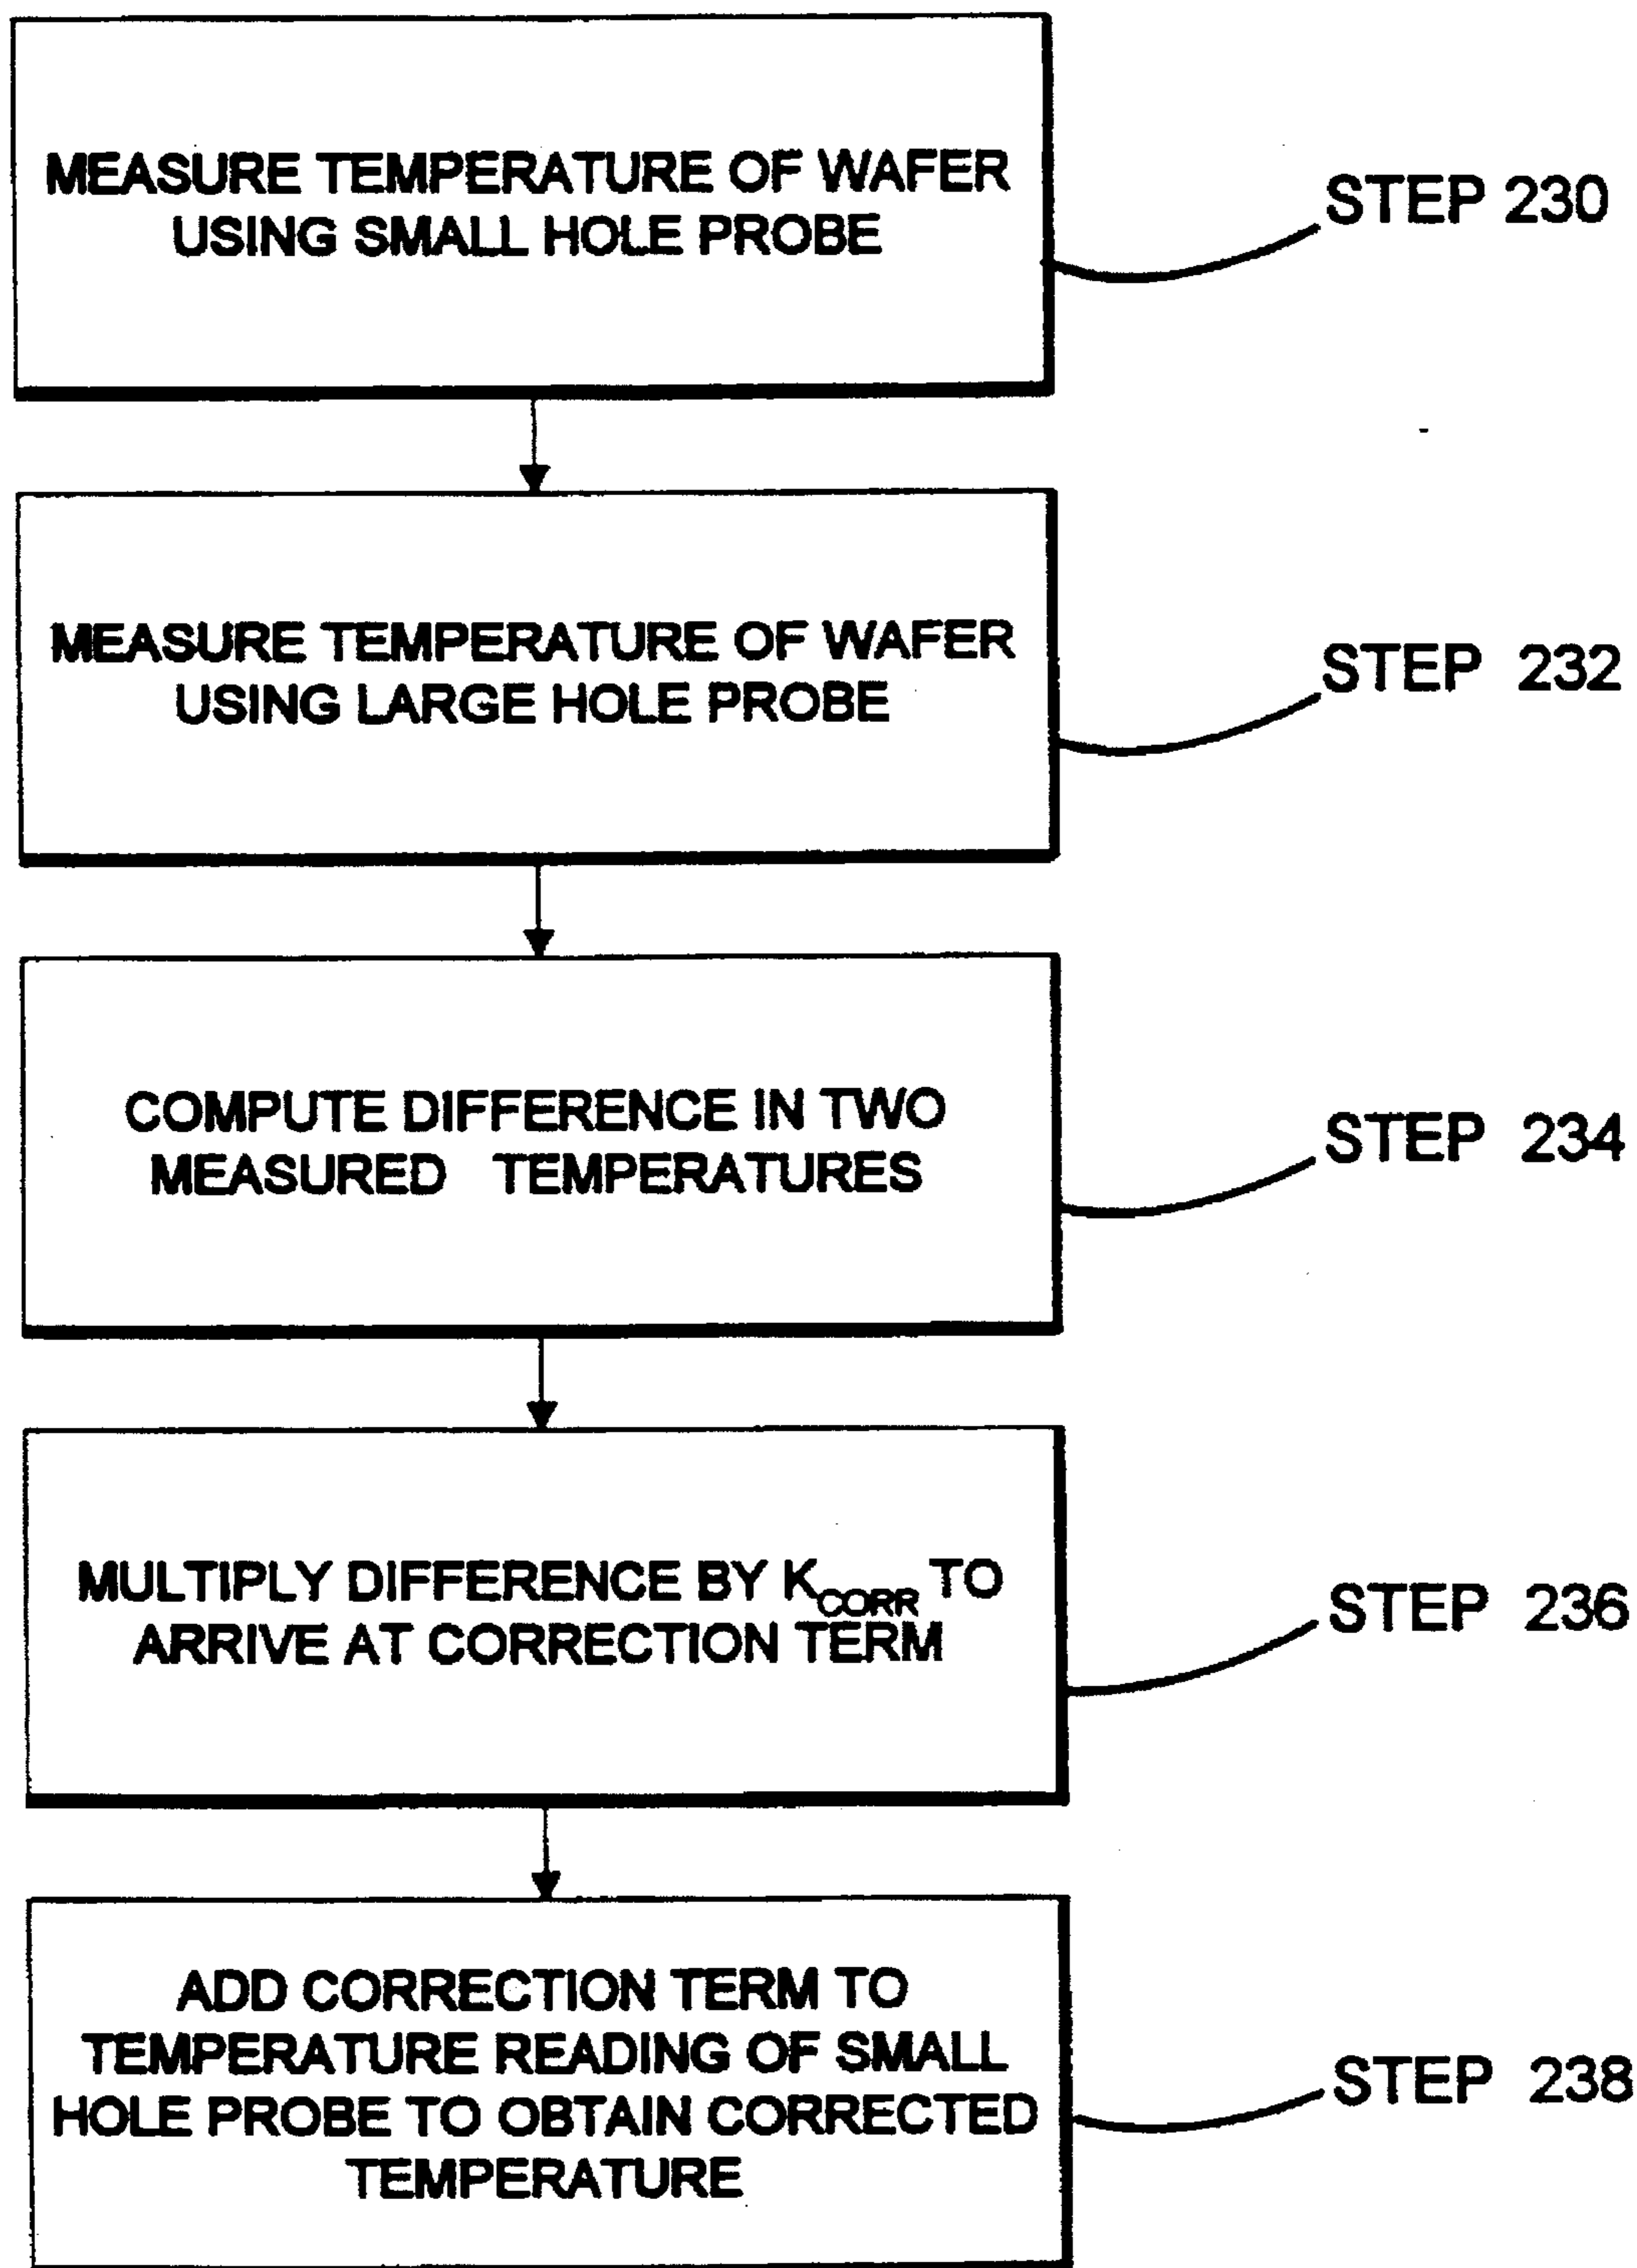 MEASURE TEMPERATURE OF WAFER
USING SMALL HOLE PROBE
STEP 230
MEASURE TEMPERATURE OF WAFER
USING LARGE HOLE PROBE
STEP 232
COMPUTE DIFFERENCE IN TWO
MEASURED TEMPERATURES
STEP 234
MULTIPLY DIFFERENCE BY K_CORR TO
ARRIVE AT CORRECTION TERM
STEP 236
ADD CORRECTION TERM TO
TEMPERATURE READING OF SMALL
HOLE PROBE TO OBTAIN CORRECTED
TEMPERATURE
STEP 238